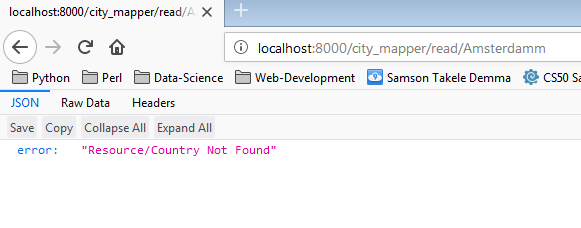 localhost:8000/city_mapper/read/A
localhost:8000/city_mapper/read/Amsterdamm
Python Perl Data-Science Web-Development Samson Takele Demma CS50 Sa
JSON Raw Data Headers
Save Copy Collapse All Expand All
error: "Resource/Country Not Found"